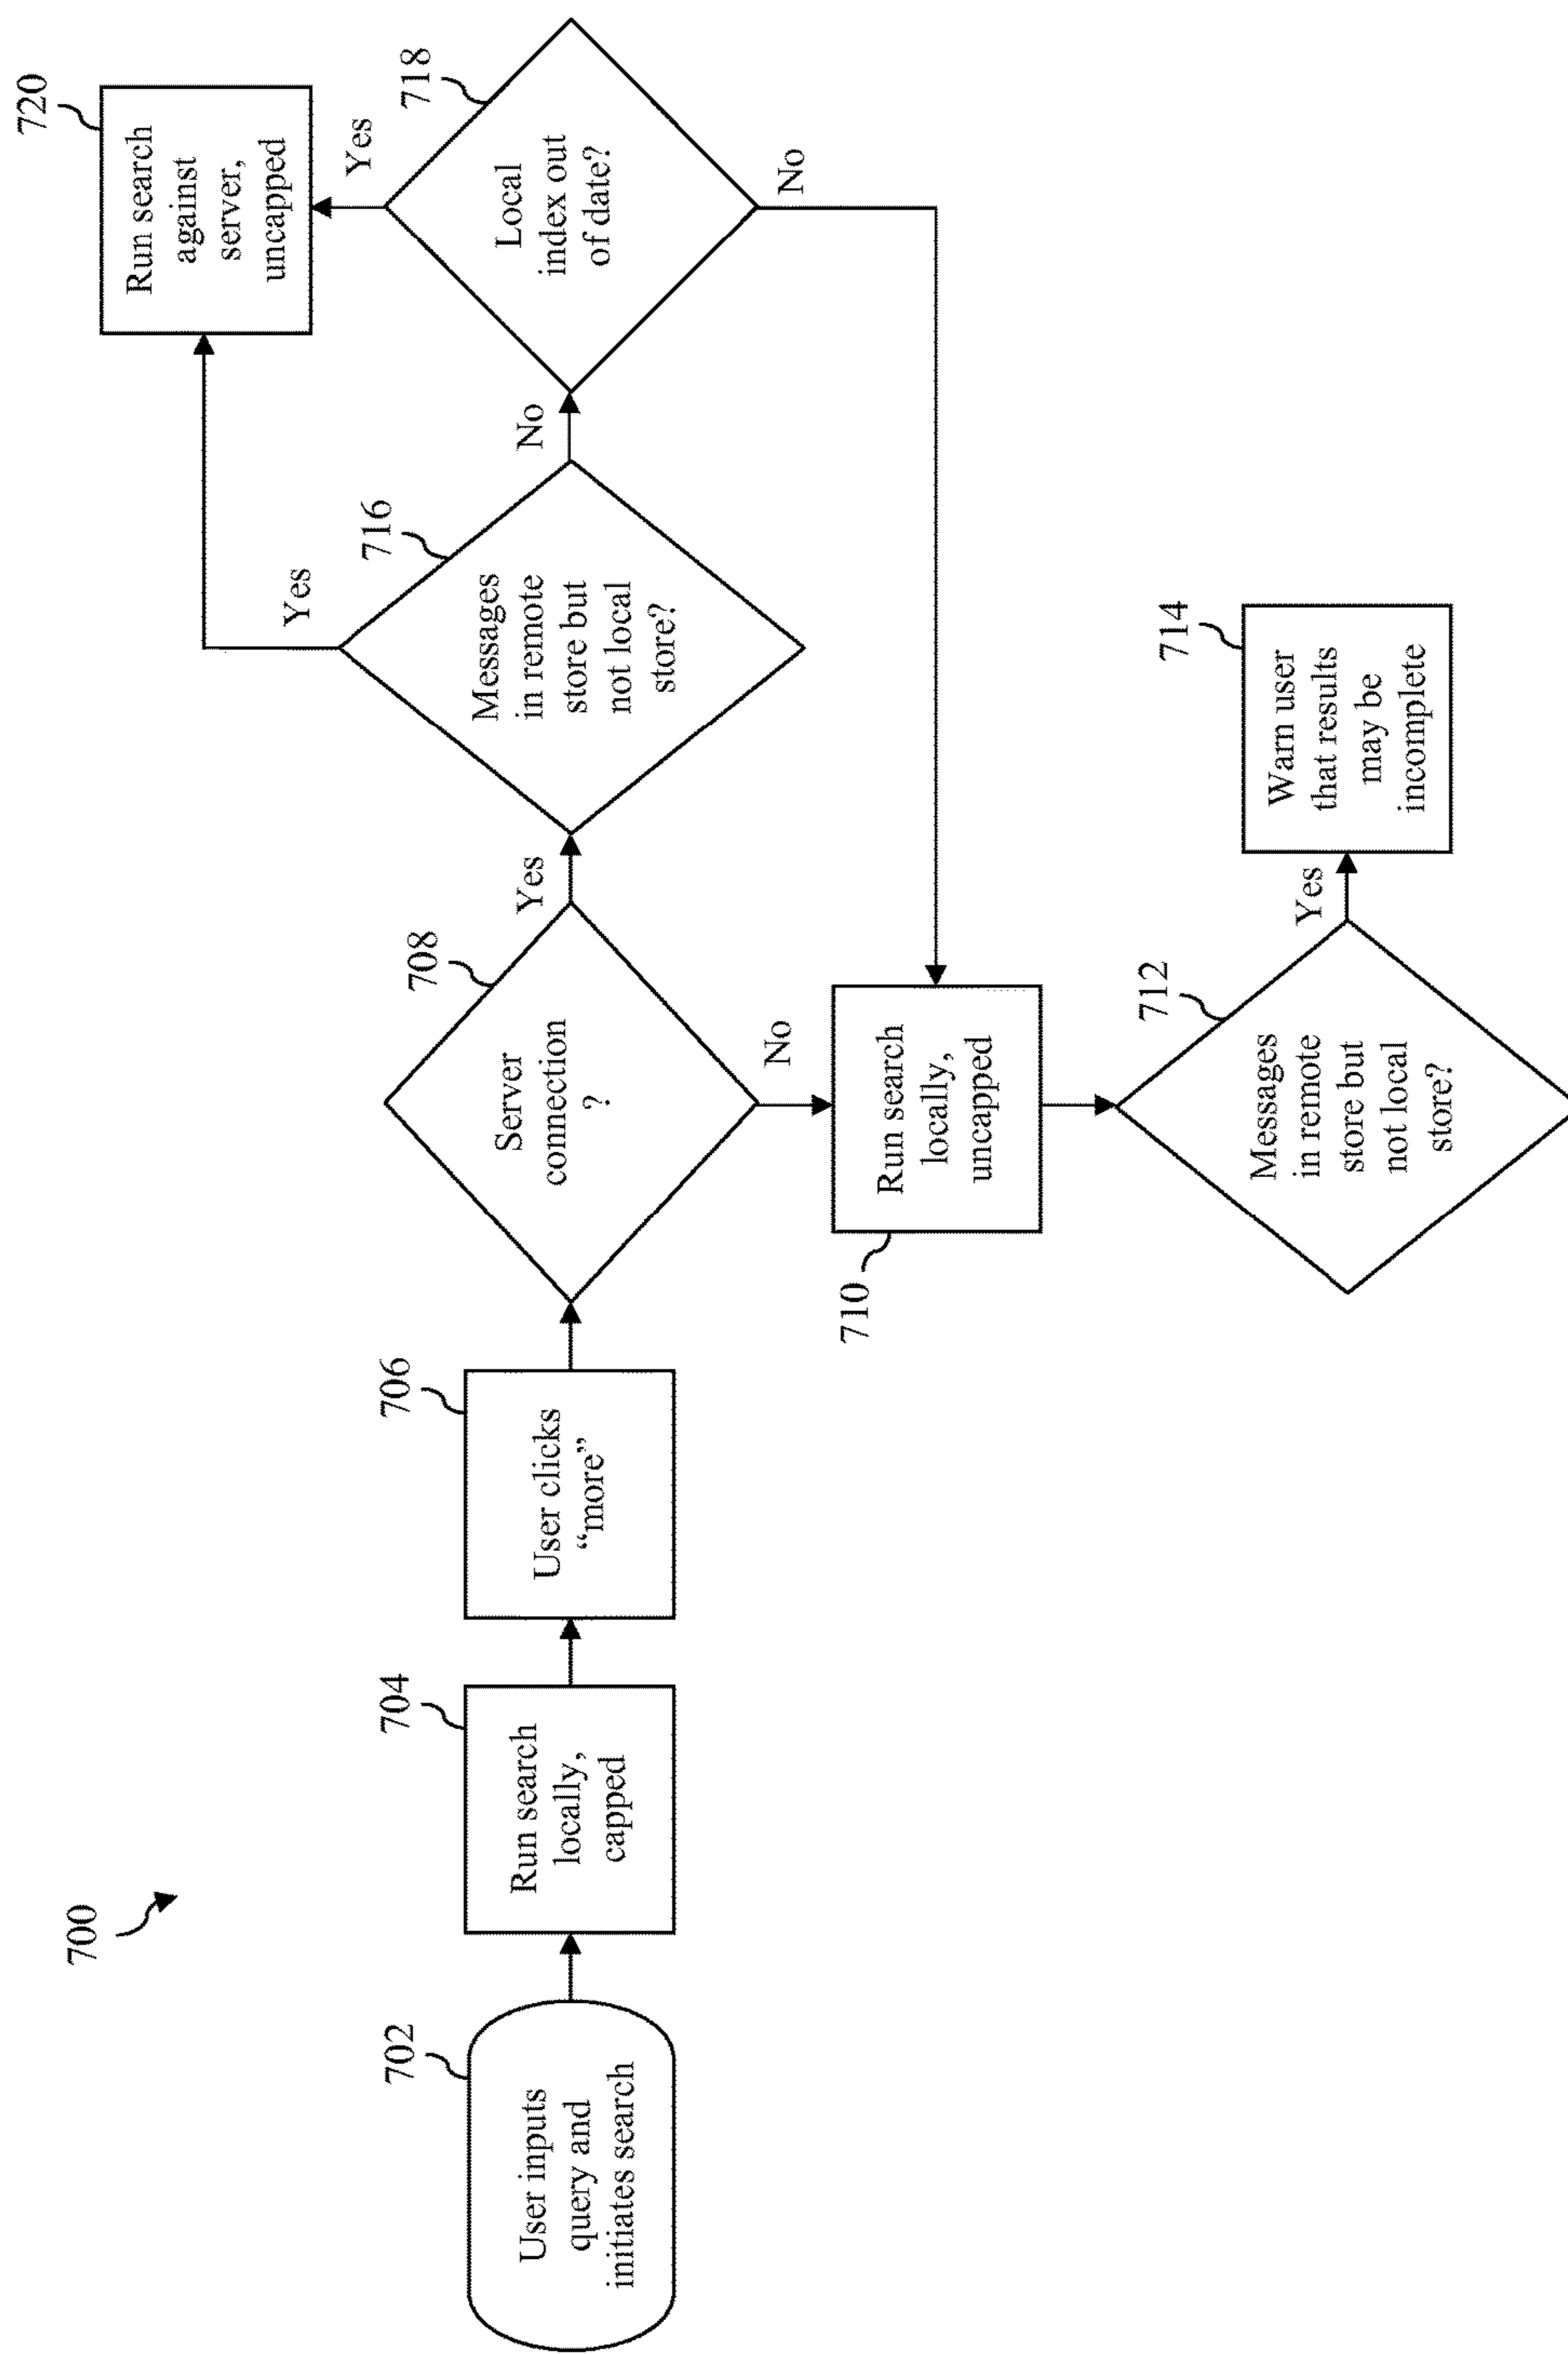 700
702
User inputs
query and
initiates search
704
Run search
locally,
capped
706
User clicks
“more”
708
Server
connection
?
Yes
No
710
Run search
locally,
uncapped
712
Messages
in remote
store but
not local
store?
Yes
714
Warn user
that results
may be
incomplete
716
Messages
in remote
store but
not local
store?
Yes
No
718
Local
index out
of date?
Yes
No
720
Run search
against
server,
uncapped